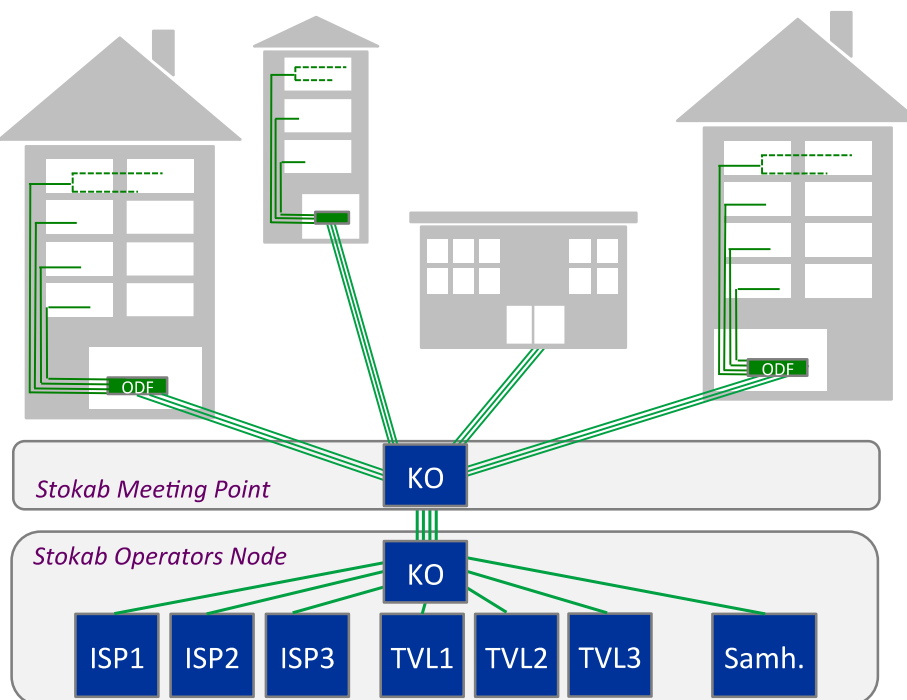 ODF
ODF
KO
Stokab Meeting Point
Stokab Operators Node
KO
ISP1
ISP2
ISP3
TVL1
TVL2
TVL3
Samh.